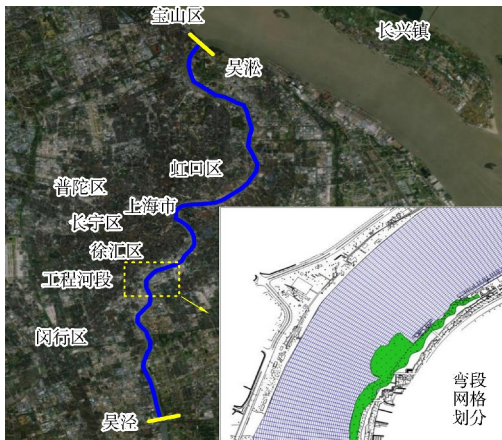 宝山区
长兴镇
吴淞
虹口区
普陀区
上海市
长宁区
徐汇区
工程河段
闵行区
吴泾
弯段
网格
划分